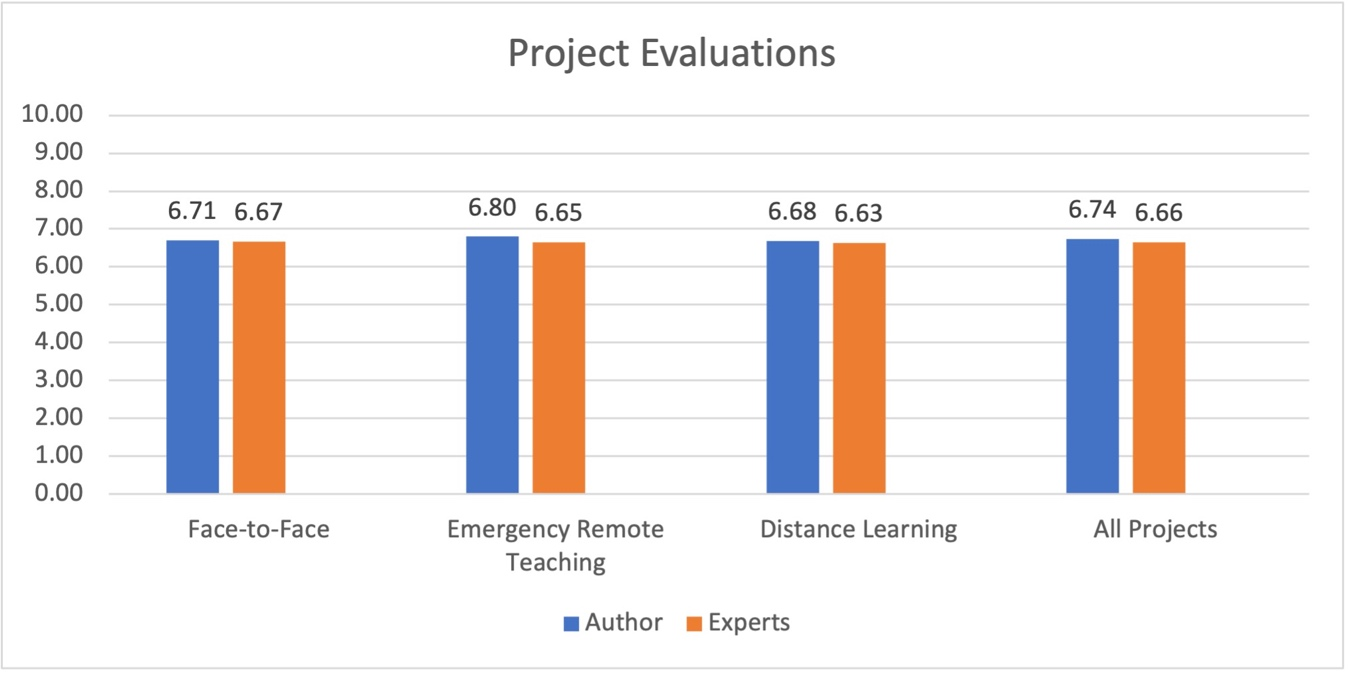 Project Evaluations
10.00
9.00
8.00
7.00
6.00
5.00
4.00
3.00
2.00
1.00
0.00
6.71 6.67
6.80 6.65
6.68 6.63
6.74 6.66
Face-to-Face
Emergency Remote
Teaching
Distance Learning
All Projects
Author Experts